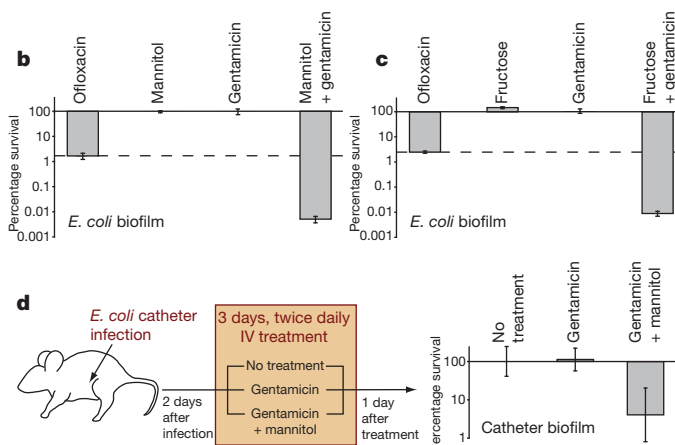 b
Ofloxacin
Mannitol
Gentamicin
Mannitol
+ gentamicin
Percentage survival
100
10
1
0.1
0.01
0.001
E. coli biofilm
c
Ofloxacin
Fructose
Gentamicin
Fructose
+ gentamicin
Percentage survival
100
10
1
0.1
0.01
0.001
E. coli biofilm
d
E. coli catheter
infection
2 days
after
infection
3 days, twice daily
IV treatment
No treatment
Gentamicin
Gentamicin
+ mannitol
1 day
after
treatment
No
treatment
Gentamicin
Gentamicin
+ mannitol
ercentage survival
100
10
1
Catheter biofilm